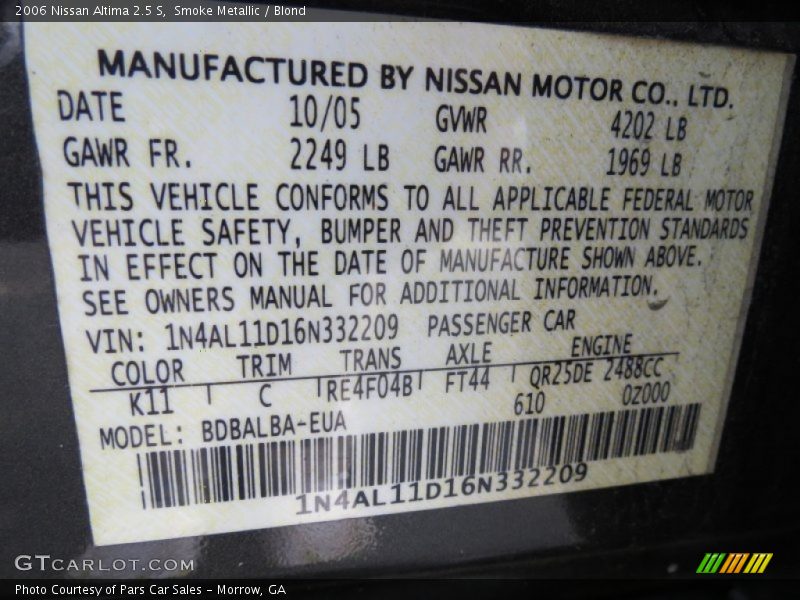 2006 Nissan Altima 2.5 S, Smoke Metallic / Blond
MANUFACTURED BY NISSAN MOTOR CO., LTD.
DATE 10/05 GVWR 4202 LB
GAWR FR. 2249 LB GAWR RR. 1969 LB
THIS VEHICLE CONFORMS TO ALL APPLICABLE FEDERAL MOTOR
VEHICLE SAFETY, BUMPER AND THEFT PREVENTION STANDARDS
IN EFFECT ON THE DATE OF MANUFACTURE SHOWN ABOVE.
SEE OWNERS MANUAL FOR ADDITIONAL INFORMATION.
VIN: 1N4AL11D16N332209 PASSENGER CAR
COLOR TRIM TRANS AXLE ENGINE
K11 C RE4F04B FT44 QR25DE 2488CC
610 0Z000
MODEL: BDBALBA-EUA
1N4AL11D16N332209
GTCARLOT.COM
Photo Courtesy of Pars Car Sales - Morrow, GA